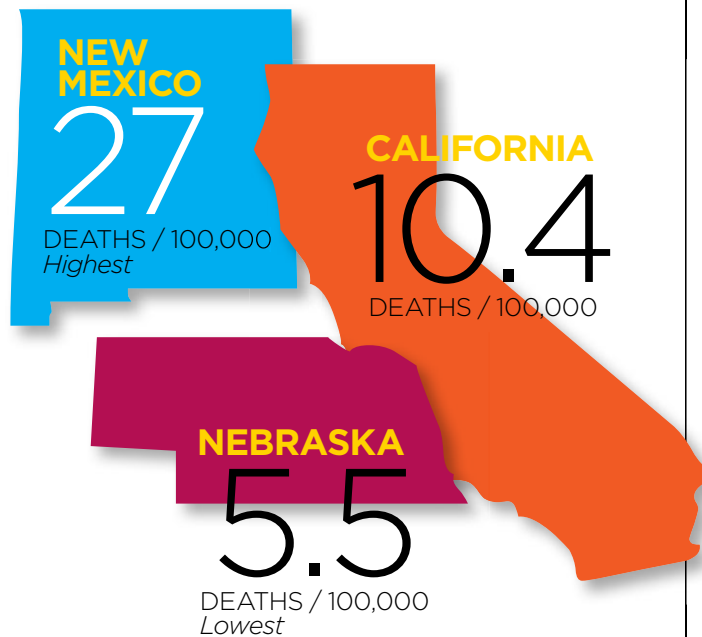 NEW
MEXICO
27
DEATHS / 100,000
Highest
CALIFORNIA
10.4
DEATHS / 100,000
NEBRASKA
5.5
DEATHS / 100,000
Lowest